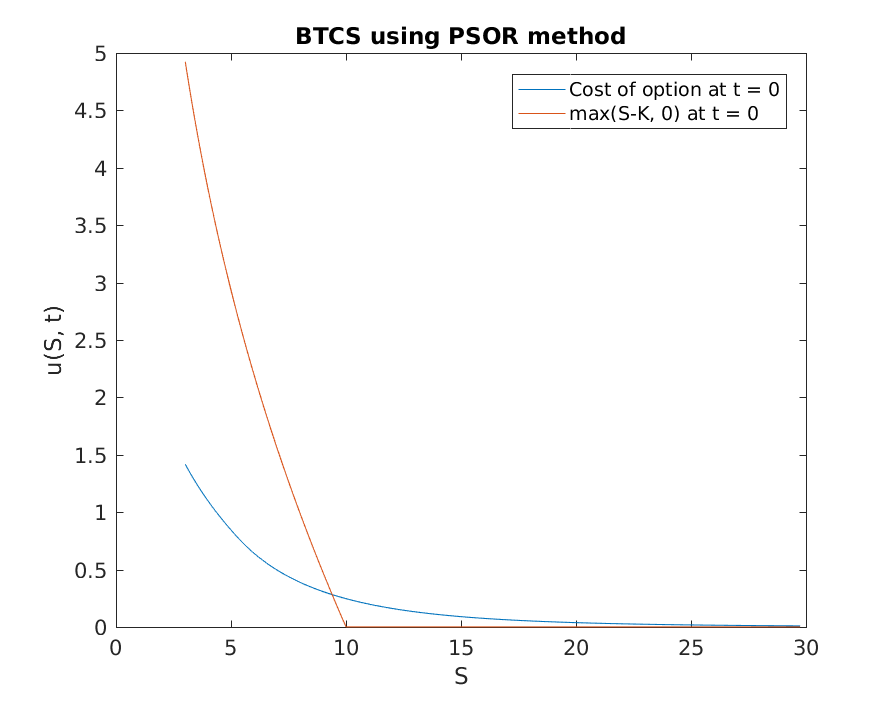 BTCS using PSOR method
Cost of option at t = 0
max(S-K, 0) at t = 0
u(S, t)
5
4.5
4
3.5
3
2.5
2
1.5
1
0.5
0
0 5 10 15 20 25 30
S